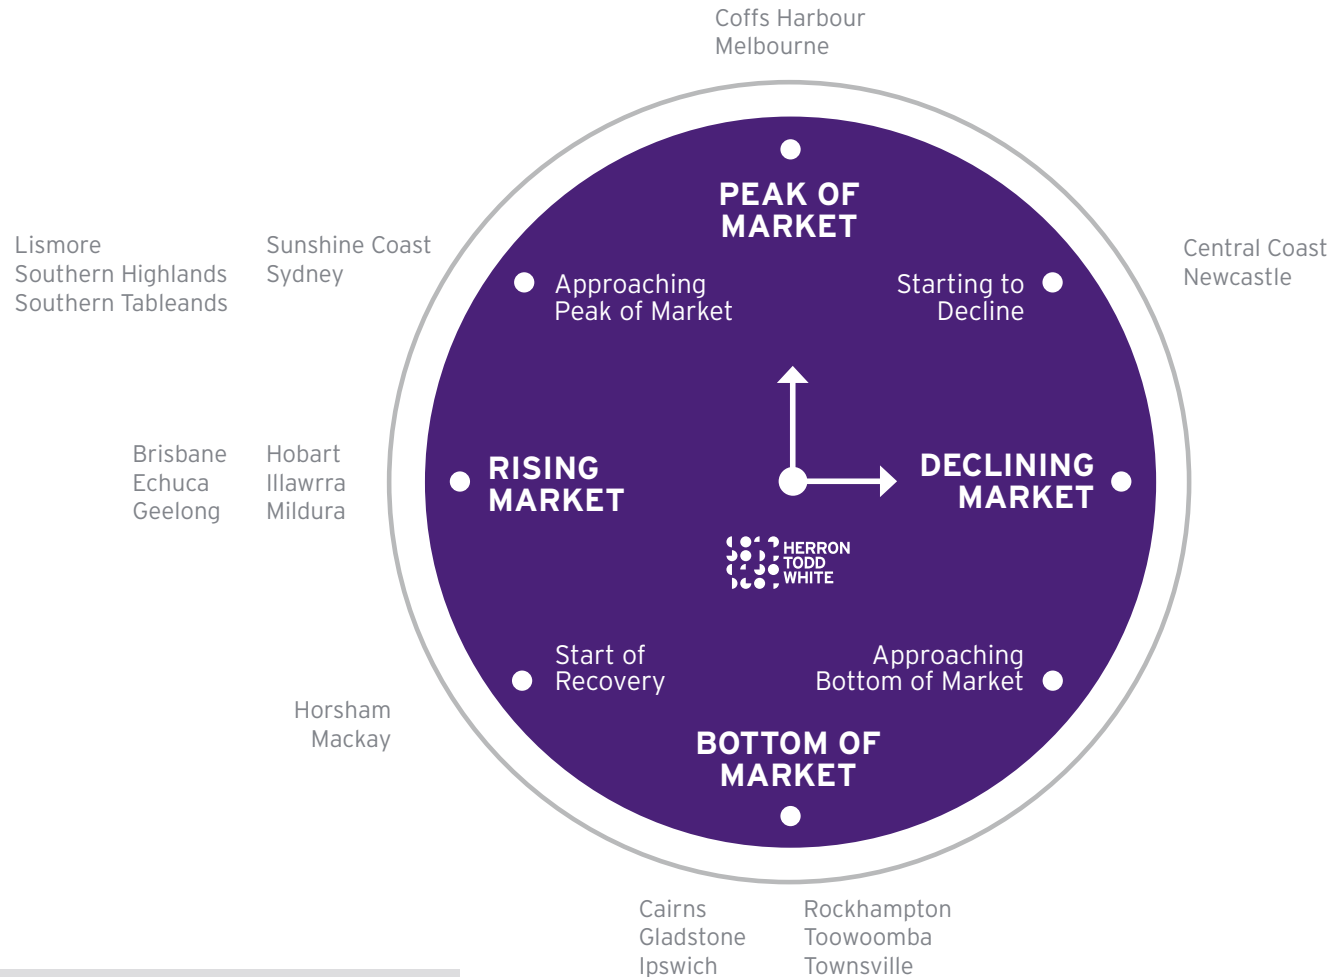 Coffs Harbour
Melbourne
PEAK OF
MARKET
Lismore
Southern Highlands
Southern Tableands
Sunshine Coast
Sydney
Approaching
Peak of Market
Starting to
Decline
Central Coast
Newcastle
Brisbane
Echuca
Geelong
Hobart
Illawrra
Mildura
RISING
MARKET
DECLINING
MARKET
HERRON
TODD
WHITE
Start of
Recovery
Approaching
Bottom of Market
Horsham
Mackay
BOTTOM OF
MARKET
Cairns
Gladstone
Ipswich
Rockhampton
Toowoomba
Townsville